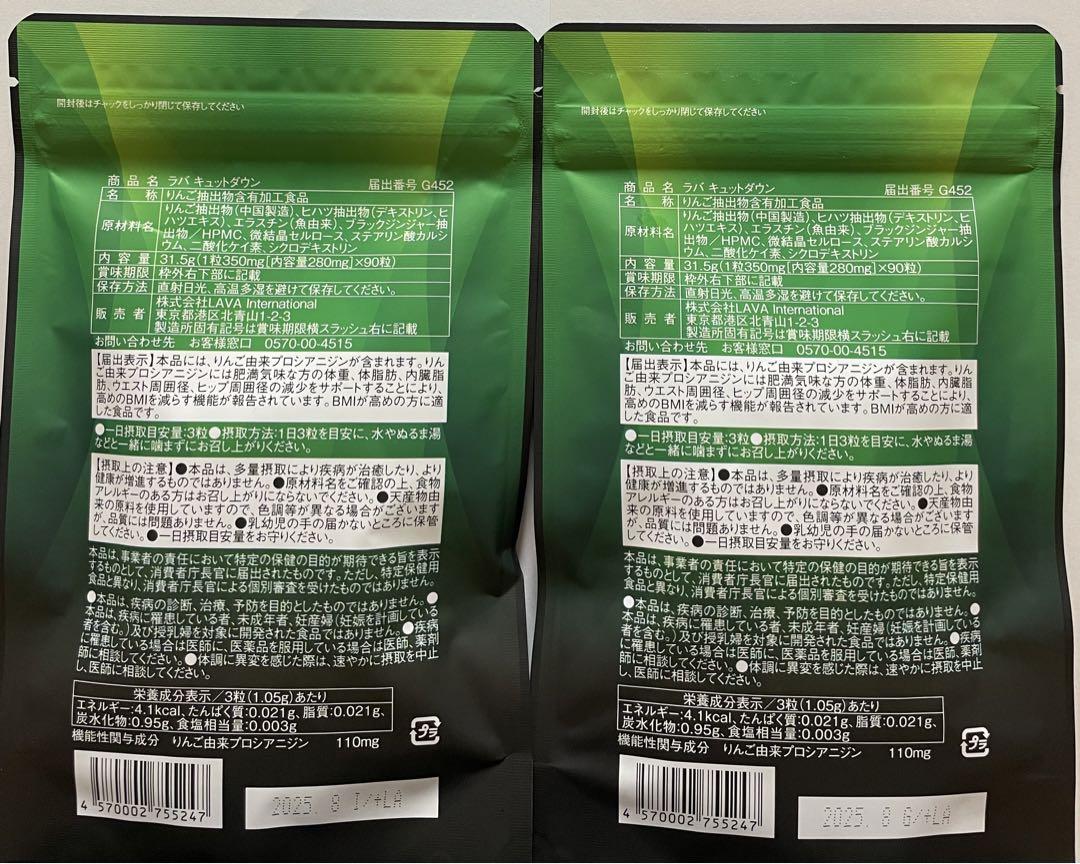 開封後はチャックをしっかり閉じて保存してください
商品名 ラバ キュットダウン 届出番号 G452
名称 りんご抽出物含有加工食品
原材料名 りんご抽出物(中国製造)、ヒハツ抽出物(デキストリン、ヒ
ハツエキス)、エラスチン(魚由来)、ブラックジンジャー抽
出物/HPMC、微結晶セルロース、ステアリン酸カルシ
ウム、二酸化ケイ素、シクロデキストリン
内容量 31.5g(1粒350mg[内容量280mg]×90粒)
賞味期限 枠外右下部に記載
保存方法 直射日光、高温多湿を避けて保存してください。
販売者 株式会社LAVA International
東京都港区北青山1-2-3
製造所固有記号は賞味期限横スラッシュ右に記載
お問い合わせ先 お客様窓口 0570-00-4515
【届出表示】本品には、りんご由来プロシアニジンが含まれます。りん
ご由来プロシアニジンには肥満気味な方の体重、体脂肪、内臓脂
肪、ウエスト周囲径、ヒップ周囲径の減少をサポートすることにより、
高めのBMIを減らす機能が報告されています。BMIが高めの方に適
した食品です。
●一日摂取目安量:3粒●摂取方法:1日3粒を目安に、水やぬるま湯
などと一緒に噛まずにお召し上がりください。
【摂取上の注意】●本品は、多量摂取により疾病が治癒したり、より
健康が増進するものではありません。●原材料名をご確認の上、食物
アレルギーのある方はお召し上がりにならないでください。●天産物由
来の原料を使用していますので、色調等が異なる場合がございます
が、品質には問題ありません。●乳幼児の手の届かないところに保管
してください。●一日摂取目安量をお守りください。
本品は、事業者の責任において特定の保健の目的が期待できる旨を表示
するものとして、消費者庁長官に届出されたものです。ただし、特定保健用
食品と異なり、消費者庁長官による個別審査を受けたものではありません。
●本品は、疾病の診断、治療、予防を目的としたものではありません。●
本品は、疾病に罹患している者、未成年者、妊産婦(妊娠を計画している
者を含む。)及び授乳婦を対象に開発された食品ではありません。●疾病
に罹患している場合は医師に、医薬品を服用している場合は医師、薬剤
師に相談してください。●体調に異変を感じた際は、速やかに摂取を中止
し、医師に相談してください。
栄養成分表示/3粒(1.05g)あたり
エネルギー:4.1kcal、たんぱく質:0.021g、脂質:0.021g、
炭水化物:0.95g、食塩相当量:0.003g
機能性関与成分 りんご由来プロシアニジン 110mg
プラ
4 570002 755247
2025. 8 I/+LA
開封後はチャックをしっかり閉じて保存してください
商品名 ラバ キュットダウン 届出番号 G452
名称 りんご抽出物含有加工食品
原材料名 りんご抽出物(中国製造)、ヒハツ抽出物(デキストリン、ヒ
ハツエキス)、エラスチン(魚由来)、ブラックジンジャー抽
出物/HPMC、微結晶セルロース、ステアリン酸カルシ
ウム、二酸化ケイ素、シクロデキストリン
内容量 31.5g(1粒350mg[内容量280mg]×90粒)
賞味期限 枠外右下部に記載
保存方法 直射日光、高温多湿を避けて保存してください。
販売者 株式会社LAVA International
東京都港区北青山1-2-3
製造所固有記号は賞味期限横スラッシュ右に記載
お問い合わせ先 お客様窓口 0570-00-4515
【届出表示】本品には、りんご由来プロシアニジンが含まれます。りん
ご由来プロシアニジンには肥満気味な方の体重、体脂肪、内臓脂
肪、ウエスト周囲径、ヒップ周囲径の減少をサポートすることにより、
高めのBMIを減らす機能が報告されています。BMIが高めの方に適
した食品です。
●一日摂取目安量:3粒●摂取方法:1日3粒を目安に、水やぬるま湯
などと一緒に噛まずにお召し上がりください。
【摂取上の注意】●本品は、多量摂取により疾病が治癒したり、より
健康が増進するものではありません。●原材料名をご確認の上、食物
アレルギーのある方はお召し上がりにならないでください。●天産物由
来の原料を使用していますので、色調等が異なる場合がございます
が、品質には問題ありません。●乳幼児の手の届かないところに保管
してください。●一日摂取目安量をお守りください。
本品は、事業者の責任において特定の保健の目的が期待できる旨を表示
するものとして、消費者庁長官に届出されたものです。ただし、特定保健用
食品と異なり、消費者庁長官による個別審査を受けたものではありません。
●本品は、疾病の診断、治療、予防を目的としたものではありません。●
本品は、疾病に罹患している者、未成年者、妊産婦(妊娠を計画している
者を含む。)及び授乳婦を対象に開発された食品ではありません。●疾病
に罹患している場合は医師に、医薬品を服用している場合は医師、薬剤
師に相談してください。●体調に異変を感じた際は、速やかに摂取を中止
し、医師に相談してください。
栄養成分表示/3粒(1.05g)あたり
エネルギー:4.1kcal、たんぱく質:0.021g、脂質:0.021g、
炭水化物:0.95g、食塩相当量:0.003g
機能性関与成分 りんご由来プロシアニジン 110mg
プラ
4 570002 755247
2025. 8 G/+LA